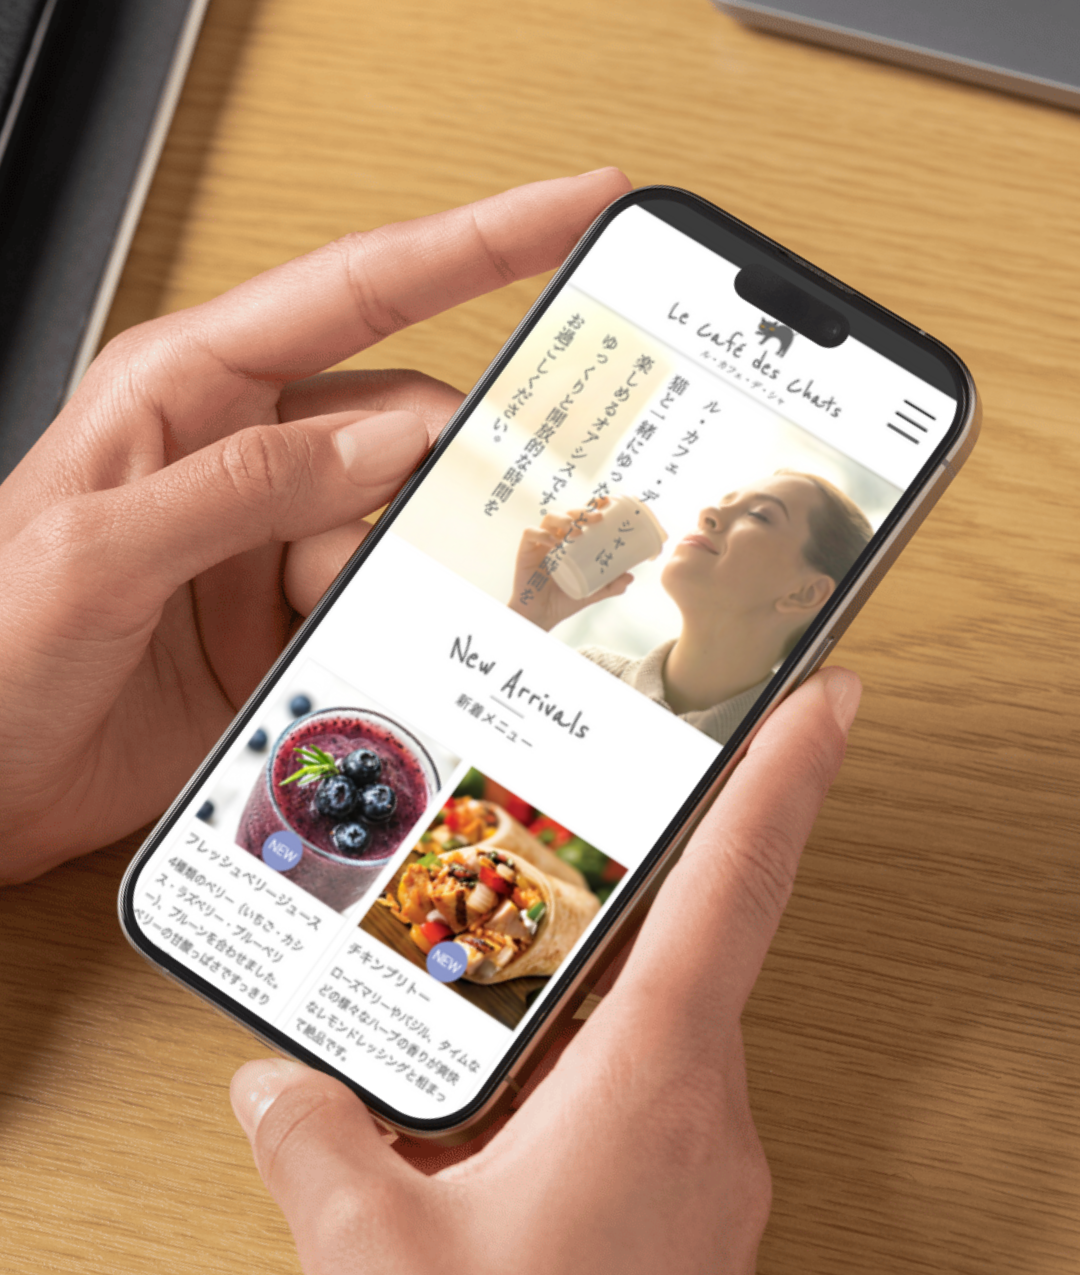 Le Café des Chats
ル・カフェ・デ・シャ
ル・カフェ・デ・シャは、
猫と一緒にゆったりとした時間を
楽しめるオアシスです。
ゆっくりと開放的な時間を
お過ごしください。
New Arrivals
新着メニュー
NEW
フレッシュベリージュース
4種類のベリー（いちご・カシ
ス・ラズベリー・ブルーベリ
ー）、プルーンを合わせました。
ベリーの甘酸っぱさですっきり
NEW
チキンブリトー
ローズマリーやバジル、タイムな
どの様々なハーブの香りが爽快
なレモンドレッシングと相まっ
て絶品です。